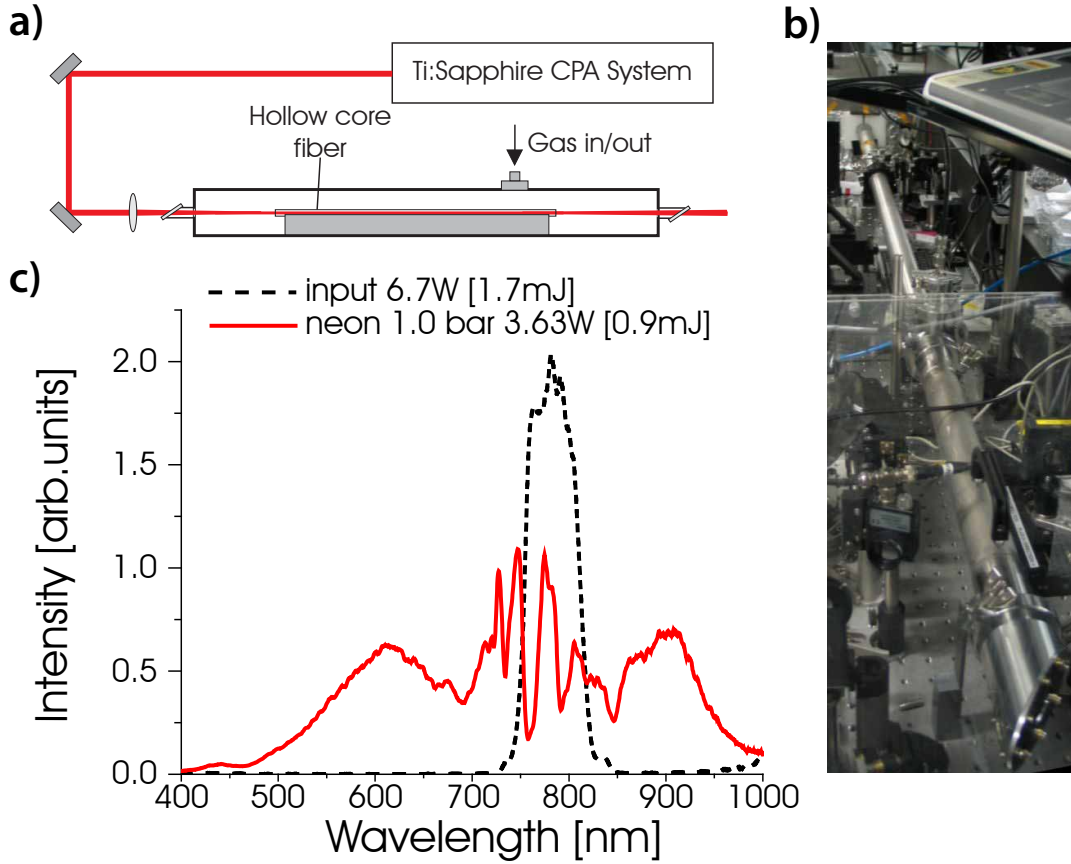 a)
Ti:Sapphire CPA System
Hollow core
fiber
Gas in/out
b)
c)
input 6.7W [1.7mJ]
neon 1.0 bar 3.63W [0.9mJ]
Intensity [arb.units]
2.0
1.5
1.0
0.5
0.0
400 500 600 700 800 900 1000
Wavelength [nm]